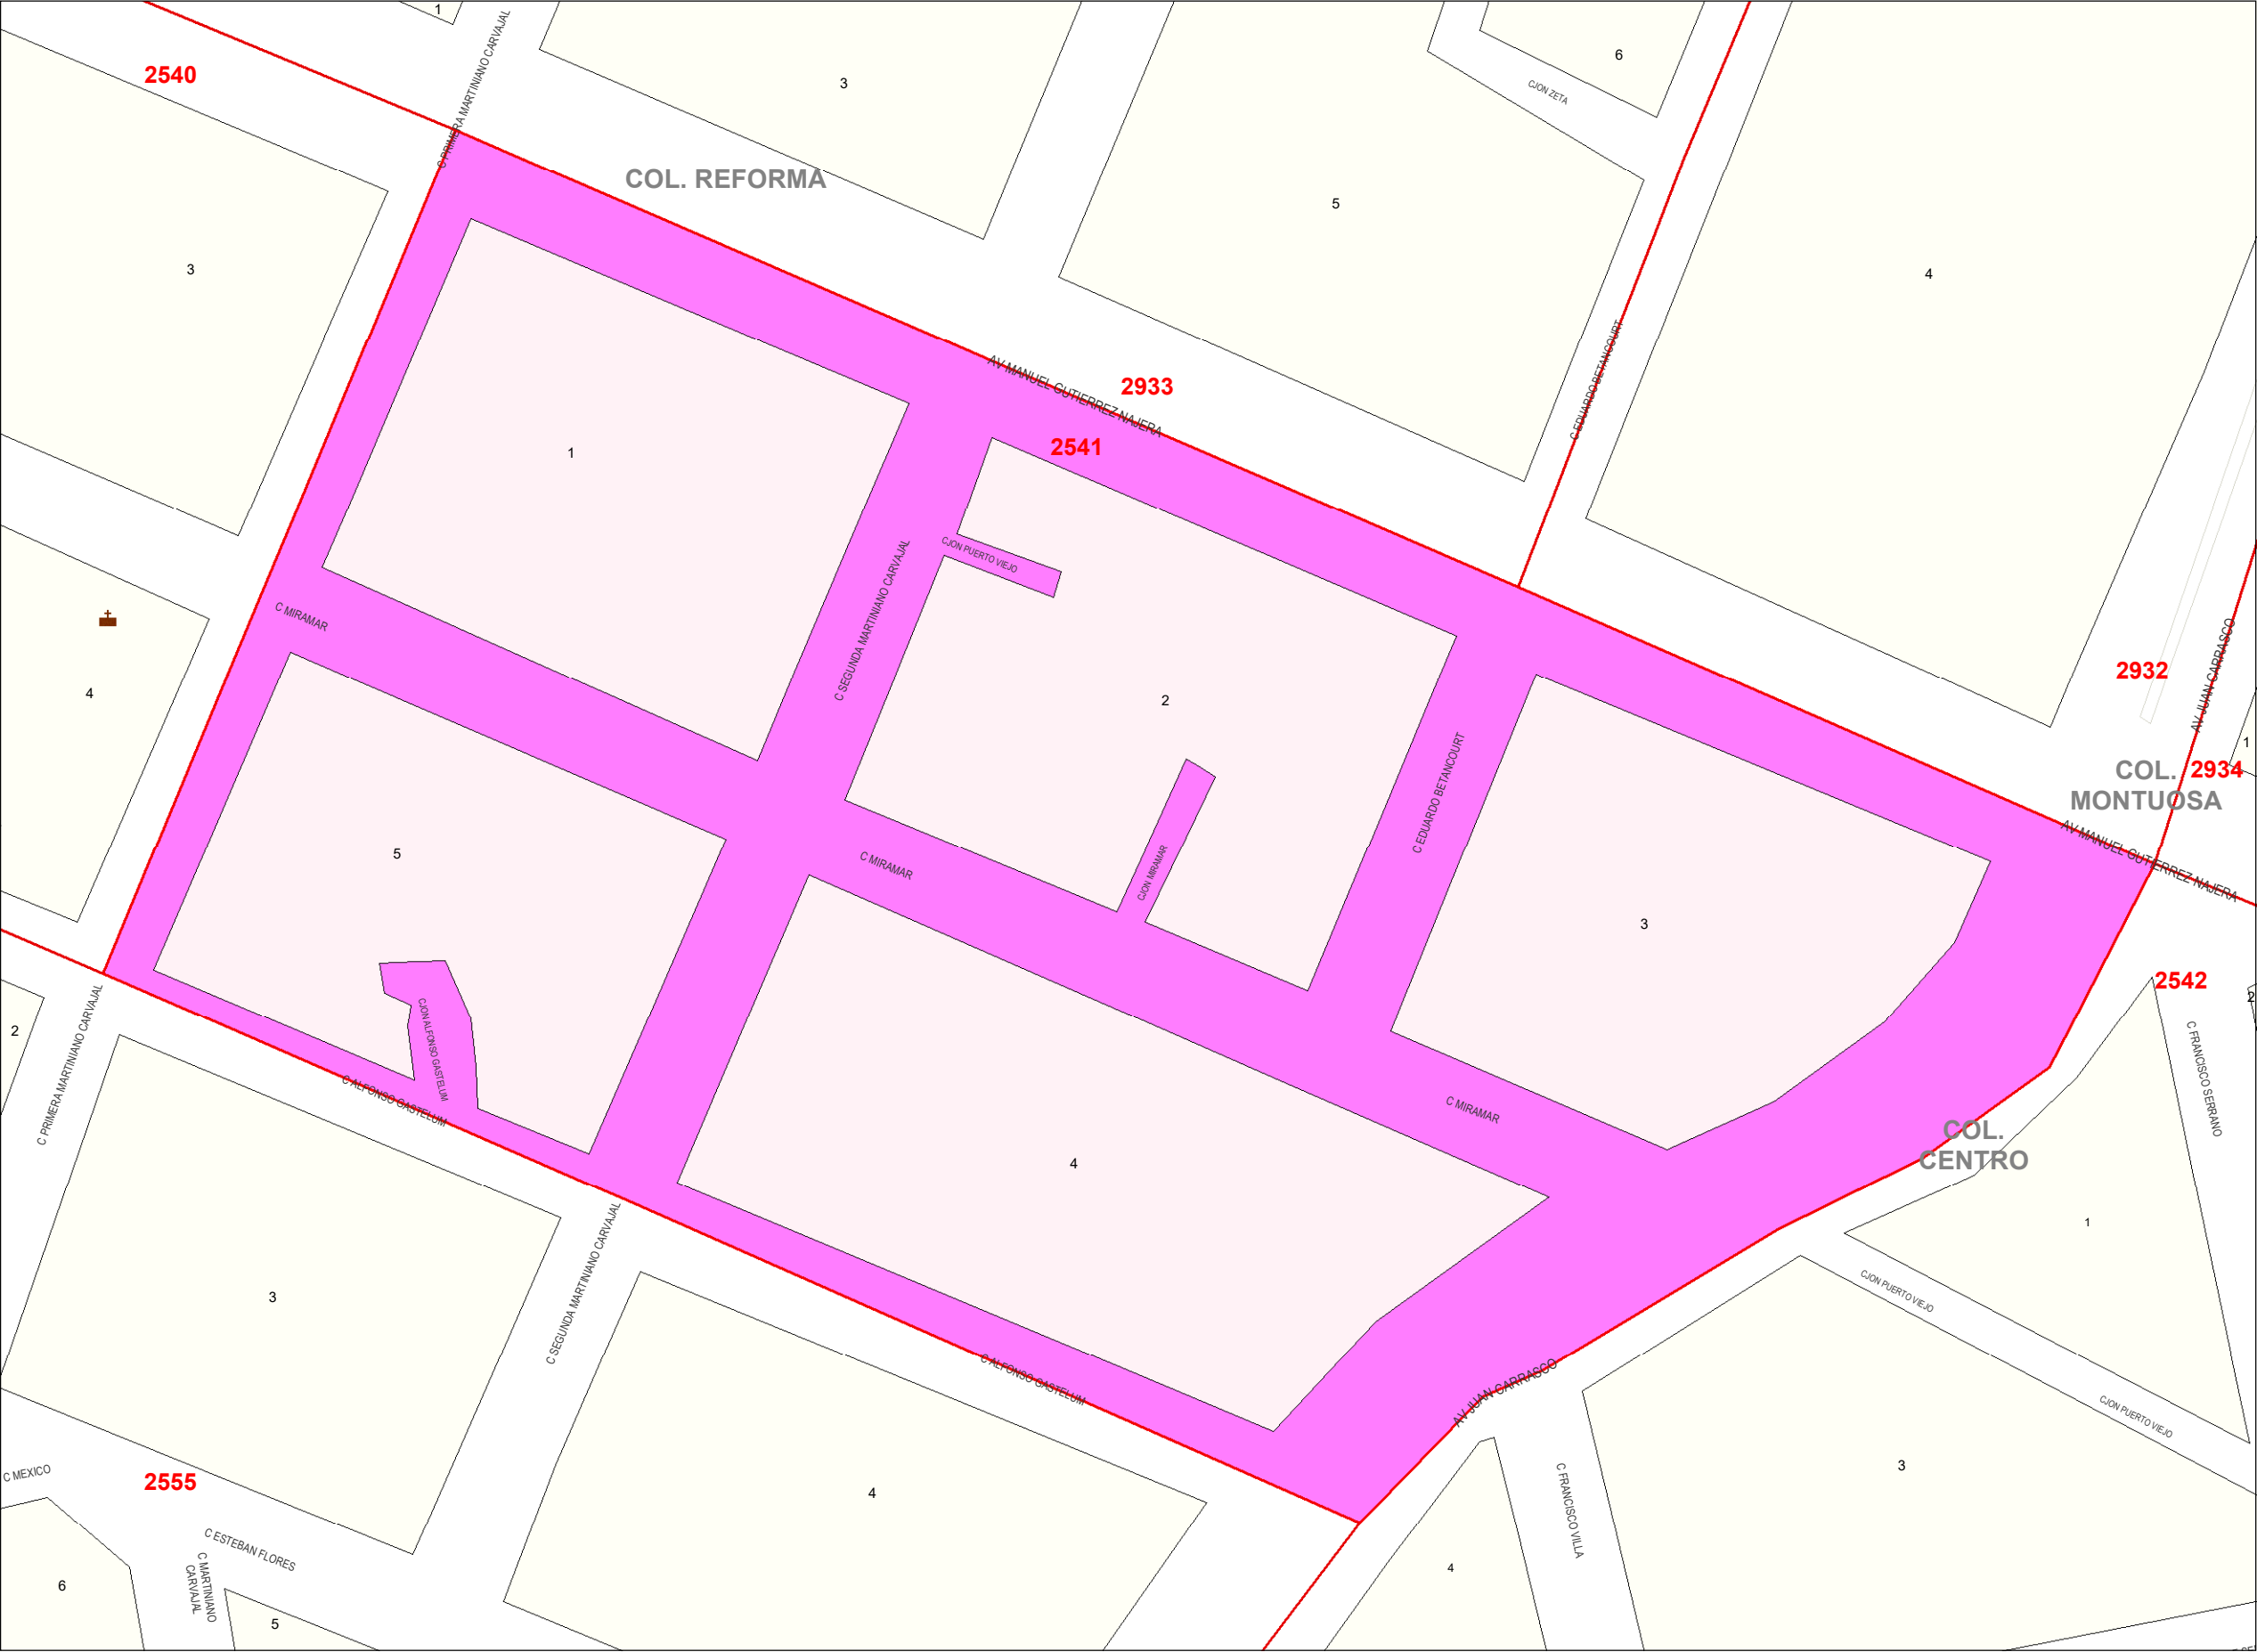 1
C PRIMERA MARTINIANO CARVAJAL
2540
3
6
CJON ZETA
COL. REFORMA
5
3
4
AV MANUEL GUTIERREZ NAJERA
2933
C EDUARDO BETANCOURT
2541
1
CJON PUERTO VIEJO
C MIRAMAR
C SEGUNDA MARTINIANO CARVAJAL
4
2
2932
AV JUAN CARRASCO
1
COL.
MONTUOSA
2934
C EDUARDO BETANCOURT
5
C MIRAMAR
CJON MIRAMAR
AV MANUEL GUTIERREZ NAJERA
3
2542
2
2
C PRIMERA MARTINIANO CARVAJAL
CJON ALFONSO GASTELUM
C ALFONSO GASTELUM
C FRANCISCO SERRANO
C MIRAMAR
COL.
CENTRO
4
1
3
C SEGUNDA MARTINIANO CARVAJAL
CJON PUERTO VIEJO
C ALFONSO GASTELUM
AV JUAN CARRASCO
CJON PUERTO VIEJO
C MEXICO
2555
4
3
C FRANCISCO VILLA
C ESTEBAN FLORES
C MARTINIANO
CARVAJAL
6
5
4